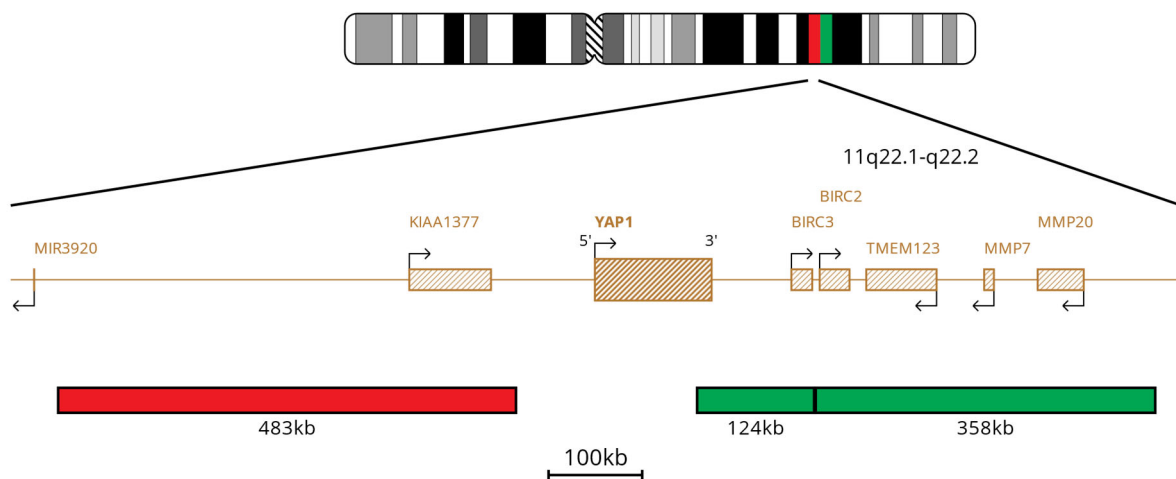 11q22.1-q22.2
BIRC2
KIAA1377
YAP1
BIRC3
MMP20
5'
3'
MIR3920
TMEM123
MMP7
483kb
124kb
358kb
100kb